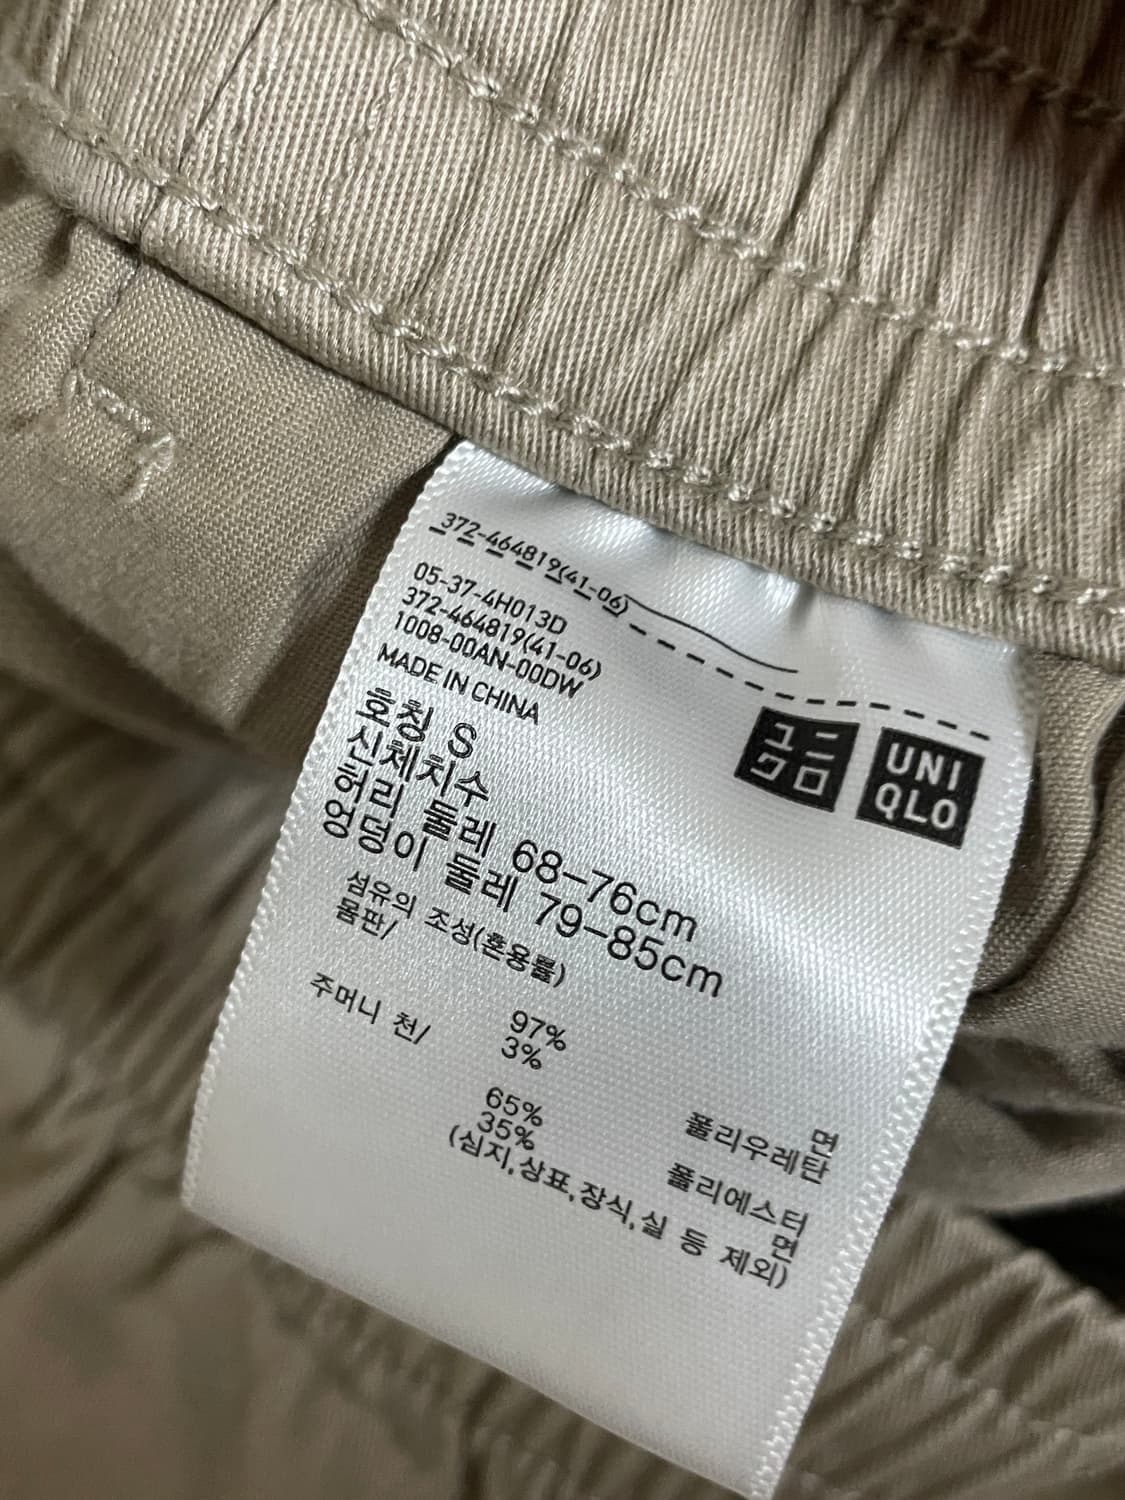 372-464819(41-06)
05-37-4H013D
372-464819(41-06)
1008-00AN-00DW
MADE IN CHINA
ユニ
クロ
UNI
QLO
호칭 S
신체치수
허리 둘레 68-76cm
엉덩이 둘레 79-85cm
섬유의 조성(혼용률)
몸판/
97% 면
3% 폴리우레탄
주머니 천/
65% 폴리에스터
35% 면
(심지,상표,장식,실 등 제외)